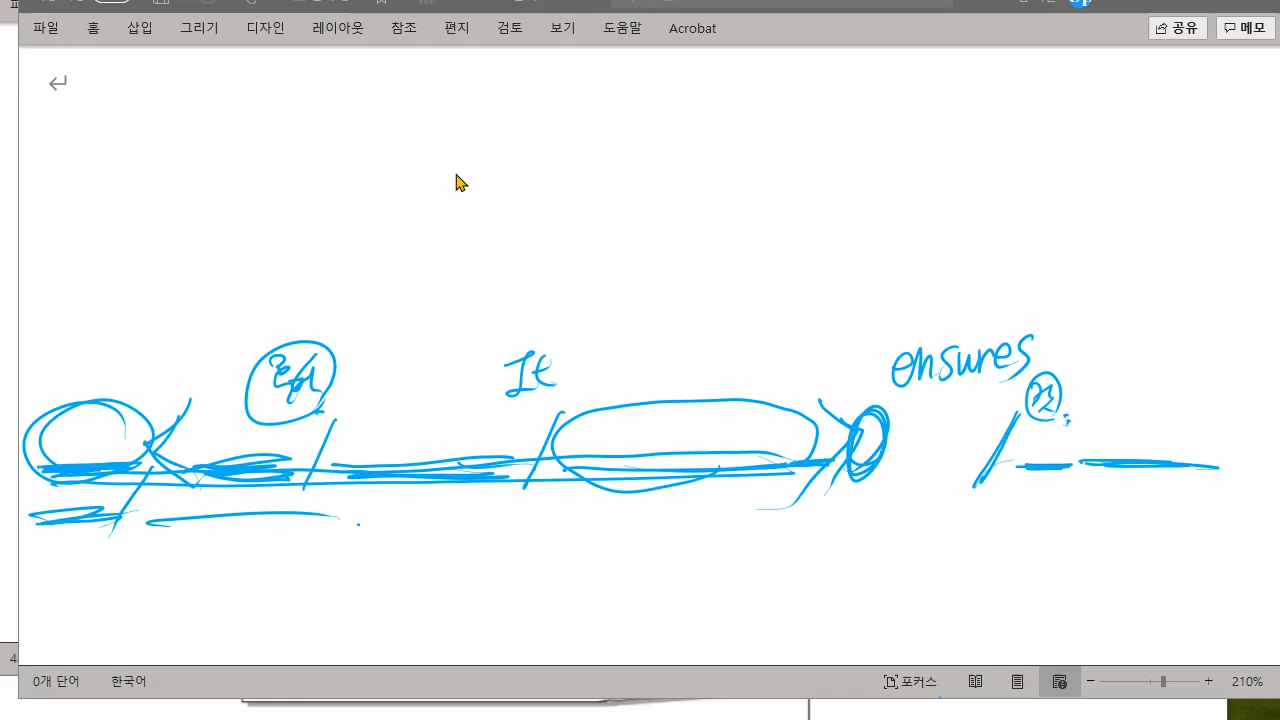 파일 홈 삽입 그리기 디자인 레이아웃 참조 편지 검토 보기 도움말 Acrobat 공유 메모
It ensures
0개 단어 한국어 포커스 210%